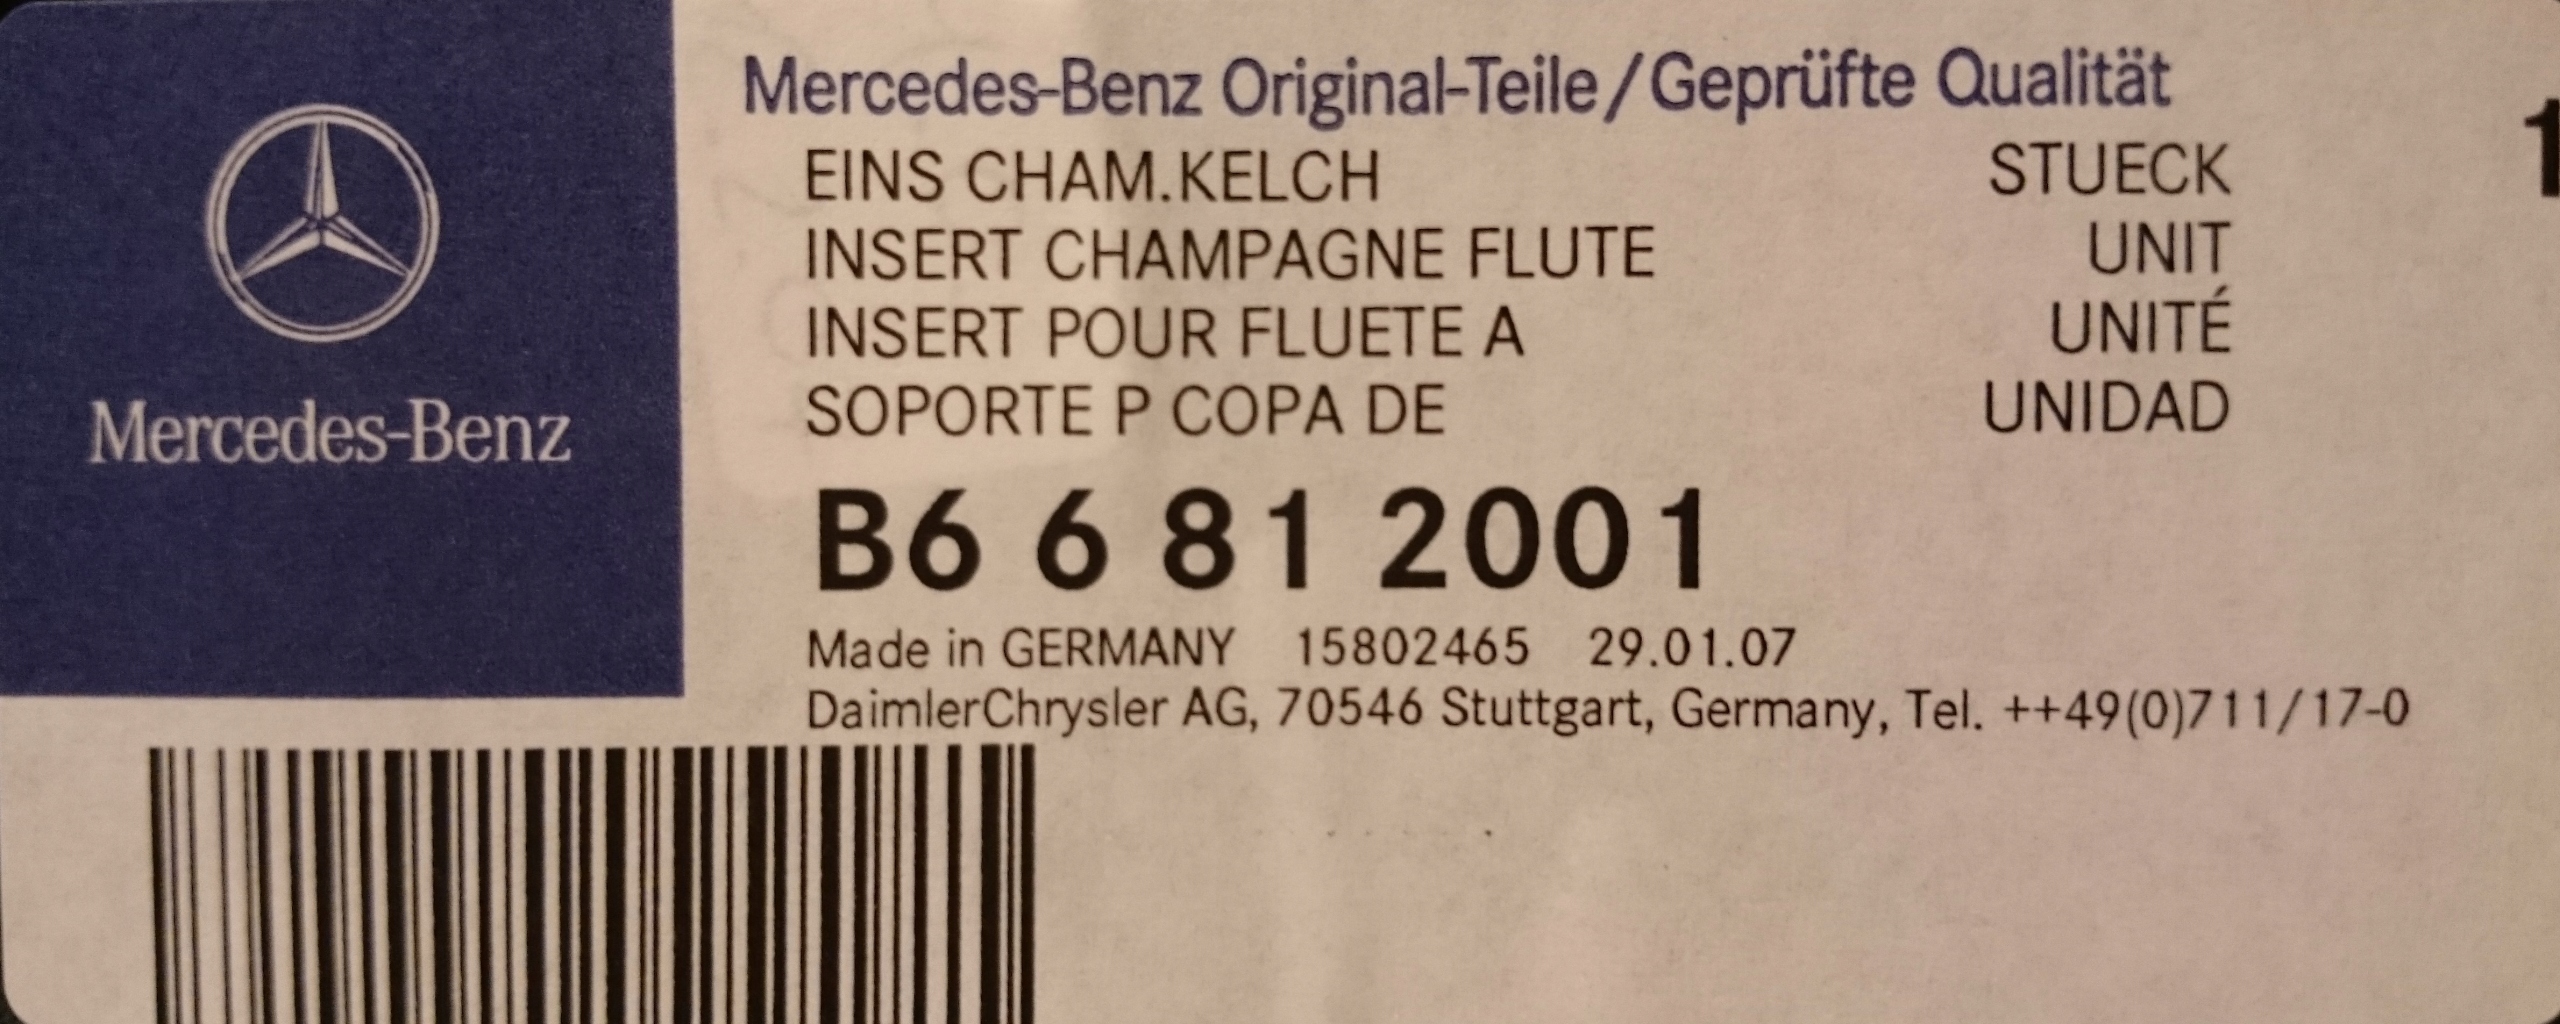 Mercedes-Benz
Mercedes-Benz Original-Teile/Geprüfte Qualität
EINS CHAM.KELCH STUECK 1
INSERT CHAMPAGNE FLUTE UNIT
INSERT POUR FLUETE A UNITÉ
SOPORTE P COPA DE UNIDAD
B6 6 81 2001
Made in GERMANY 15802465 29.01.07
DaimlerChrysler AG, 70546 Stuttgart, Germany, Tel. ++49(0)711/17-0